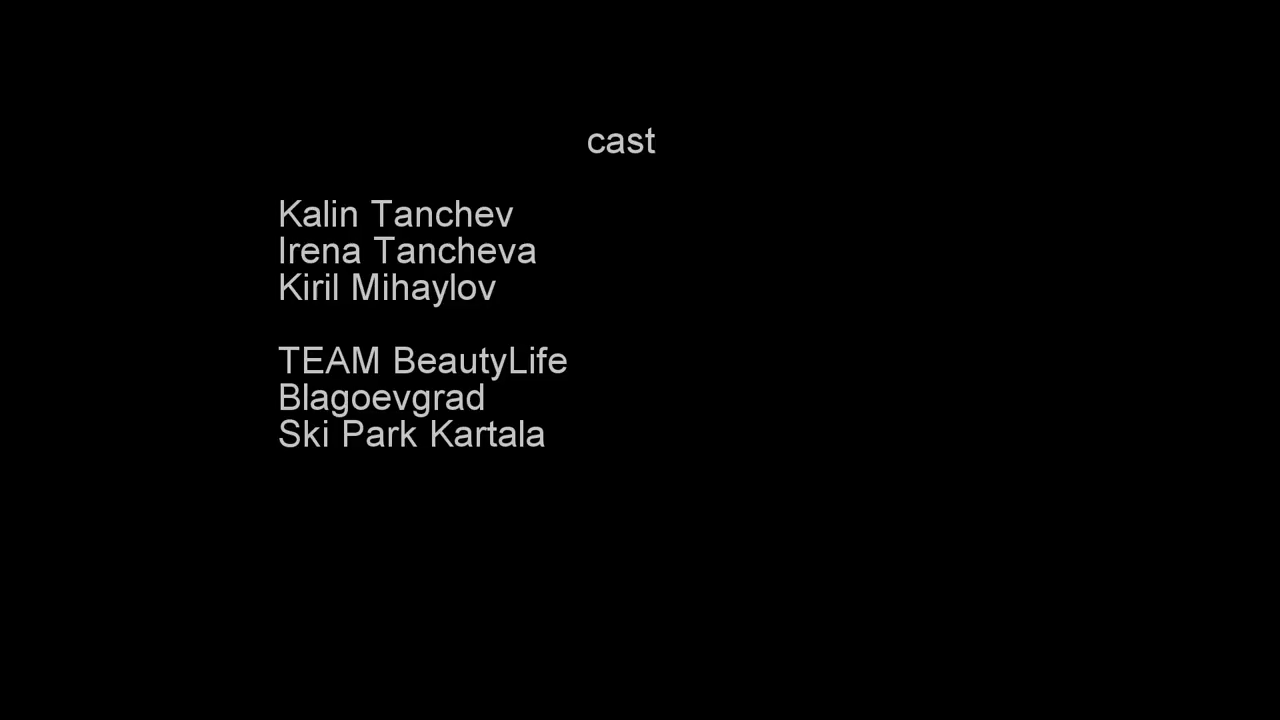 cast
Kalin Tanchev
Irena Tancheva
Kiril Mihaylov
TEAM BeautyLife
Blagoevgrad
Ski Park Kartala